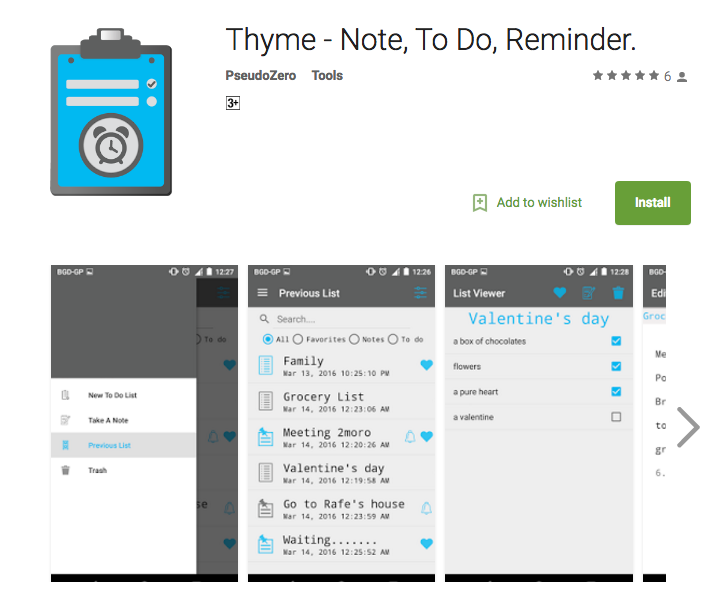 Thyme - Note, To Do, Reminder.
PseudoZero Tools
6
3+
Add to wishlist
Install
BGD-GP 12:27
To do
New To Do List
Take A Note
Previous List
Trash
se
BGD-GP 12:26
Previous List
Search....
All Favorites Notes To do
Family
Mar 13, 2016 10:25:10 PM
Grocery List
Mar 14, 2016 12:23:06 AM
Meeting 2moro
Mar 14, 2016 12:20:26 AM
Valentine's day
Mar 14, 2016 12:19:58 AM
Go to Rafe's house
Mar 14, 2016 12:23:59 AM
Waiting.......
Mar 14, 2016 12:25:52 AM
BGD-GP 12:28
List Viewer
Valentine's day
a box of chocolates
flowers
a pure heart
a valentine
BGD-
Edi
Groc
Me
Po
Br
to
gr
6.